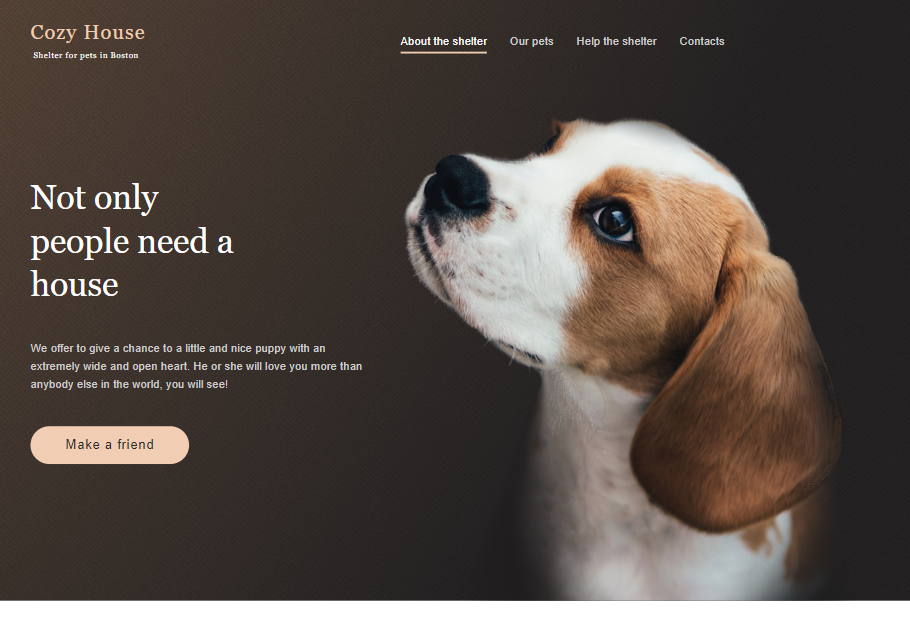 Cozy House
Shelter for pets in Boston
About the shelter Our pets Help the shelter Contacts
Not only
people need a
house
We offer to give a chance to a little and nice puppy with an
extremely wide and open heart. He or she will love you more than
anybody else in the world, you will see!
Make a friend